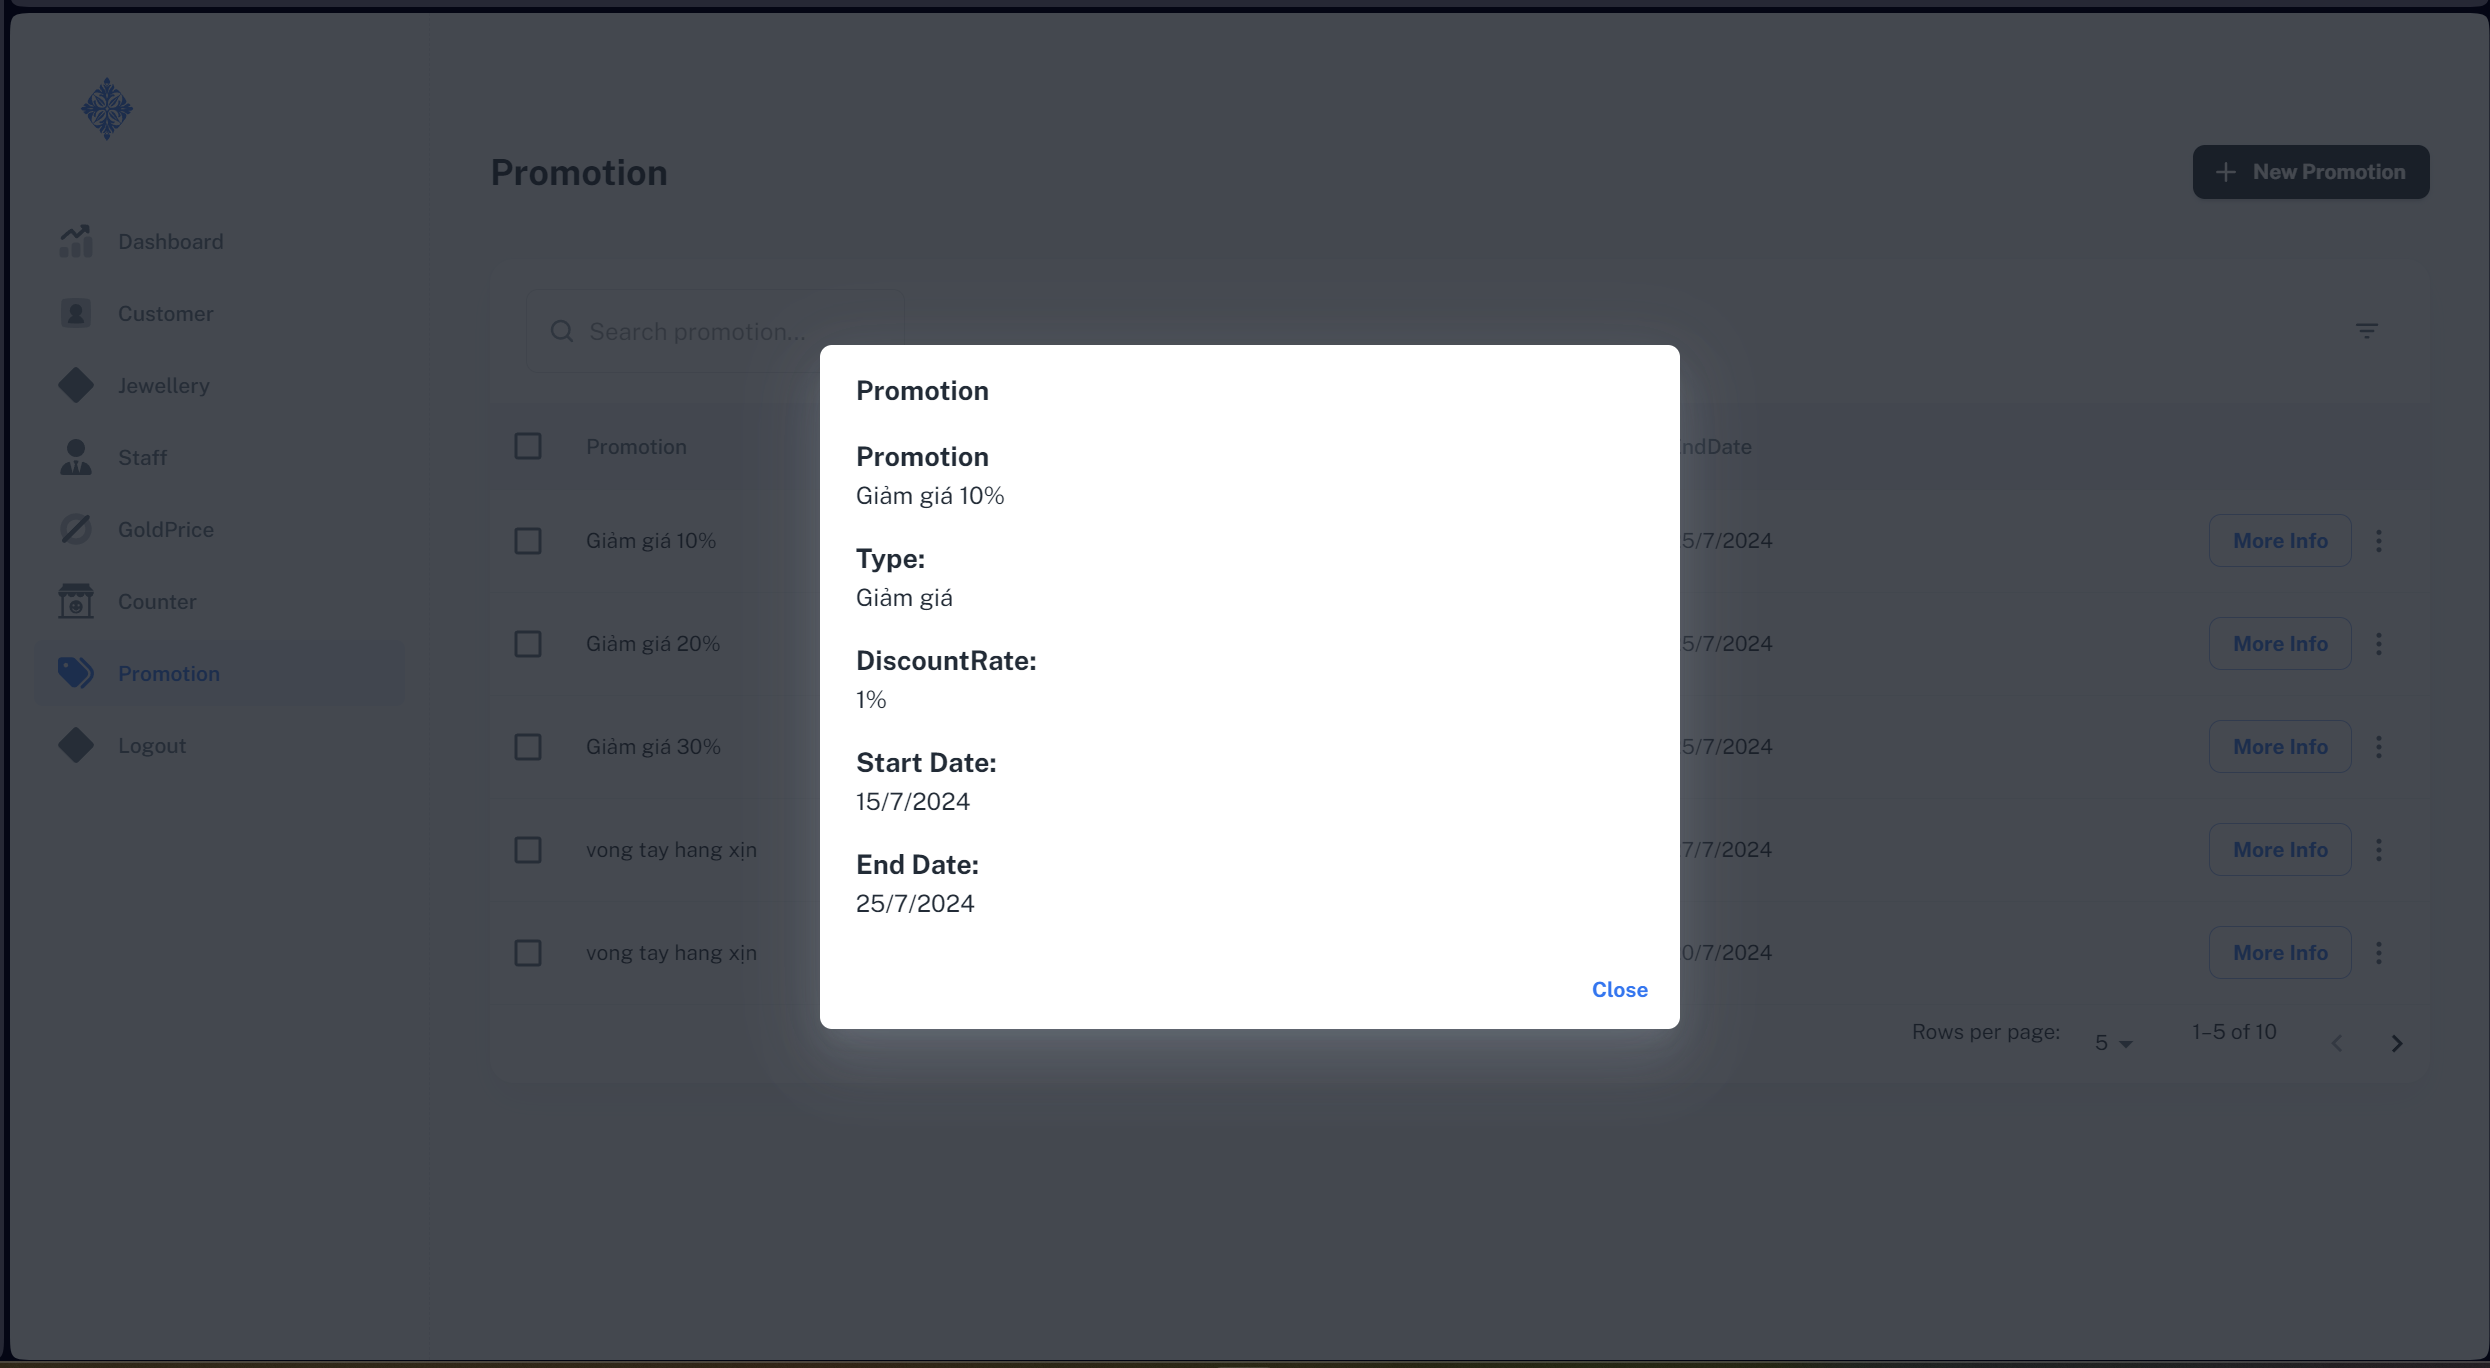 Promotion
New Promotion
Dashboard
Customer
Jewellery
Staff
GoldPrice
Counter
Promotion
Logout
Search promotion...
Promotion
ndDate
Giảm giá 10%
5/7/2024
More Info
Giảm giá 20%
5/7/2024
More Info
Giảm giá 30%
5/7/2024
More Info
vong tay hang xịn
7/7/2024
More Info
vong tay hang xịn
0/7/2024
More Info
Rows per page:
5
1–5 of 10
Promotion
Promotion
Giảm giá 10%
Type:
Giảm giá
DiscountRate:
1%
Start Date:
15/7/2024
End Date:
25/7/2024
Close